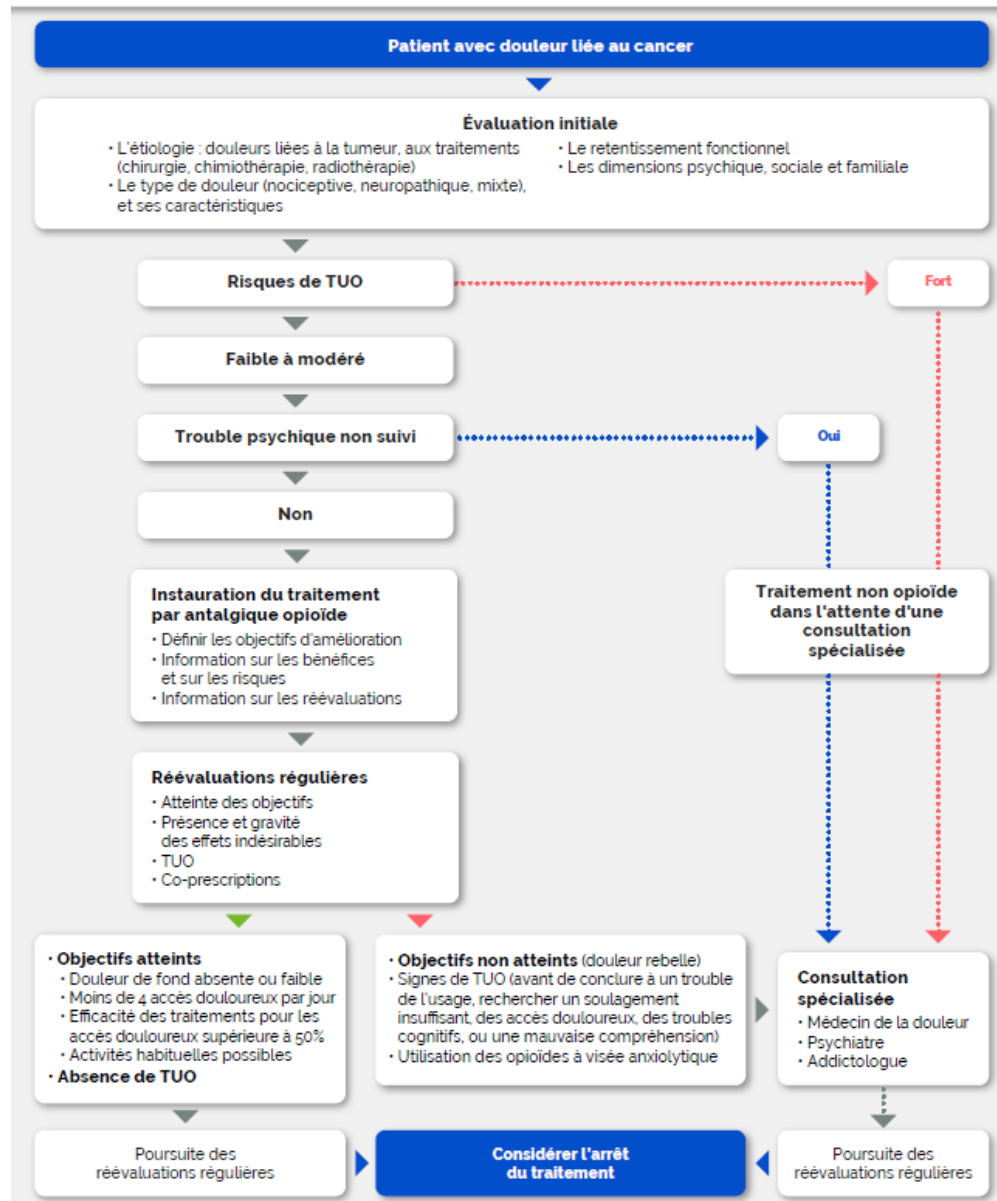 Patient avec douleur liée au cancer
Évaluation initiale
• L'étiologie : douleurs liées à la tumeur, aux traitements
(chirurgie, chimiothérapie, radiothérapie)
• Le type de douleur (nociceptive, neuropathique, mixte),
et ses caractéristiques
• Le retentissement fonctionnel
• Les dimensions psychique, sociale et familiale
Risques de TUO
Fort
Faible à modéré
Trouble psychique non suivi
Oui
Non
Instauration du traitement
par antalgique opioïde
• Définir les objectifs d'amélioration
• Information sur les bénéfices
et sur les risques
• Information sur les réévaluations
Traitement non opioïde
dans l'attente d'une
consultation
spécialisée
Réévaluations régulières
• Atteinte des objectifs
• Présence et gravité
des effets indésirables
• TUO
• Co-prescriptions
• Objectifs atteints
• Douleur de fond absente ou faible
• Moins de 4 accès douloureux par jour
• Efficacité des traitements pour les
accès douloureux supérieure à 50%
• Activités habituelles possibles
• Absence de TUO
• Objectifs non atteints (douleur rebelle)
• Signes de TUO (avant de conclure à un trouble
de l'usage, rechercher un soulagement
insuffisant, des accès douloureux, des troubles
cognitifs, ou une mauvaise compréhension)
• Utilisation des opioïdes à visée anxiolytique
Consultation
spécialisée
• Médecin de la douleur
• Psychiatre
• Addictologue
Poursuite des
réévaluations régulières
Considérer l'arrêt
du traitement
Poursuite des
réévaluations régulières